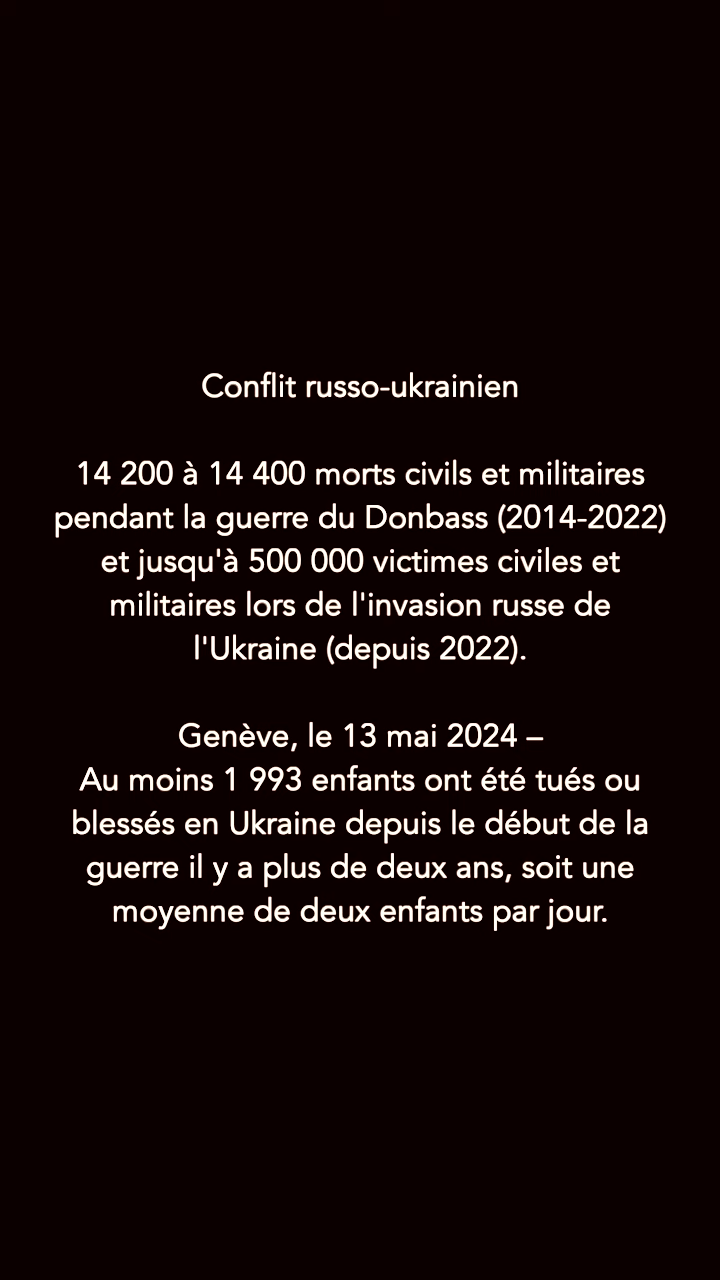 Conflit russo-ukrainien
14 200 à 14 400 morts civils et militaires
pendant la guerre du Donbass (2014-2022)
et jusqu'à 500 000 victimes civiles et
militaires lors de l'invasion russe de
l'Ukraine (depuis 2022).
Genève, le 13 mai 2024 –
Au moins 1 993 enfants ont été tués ou
blessés en Ukraine depuis le début de la
guerre il y a plus de deux ans, soit une
moyenne de deux enfants par jour.